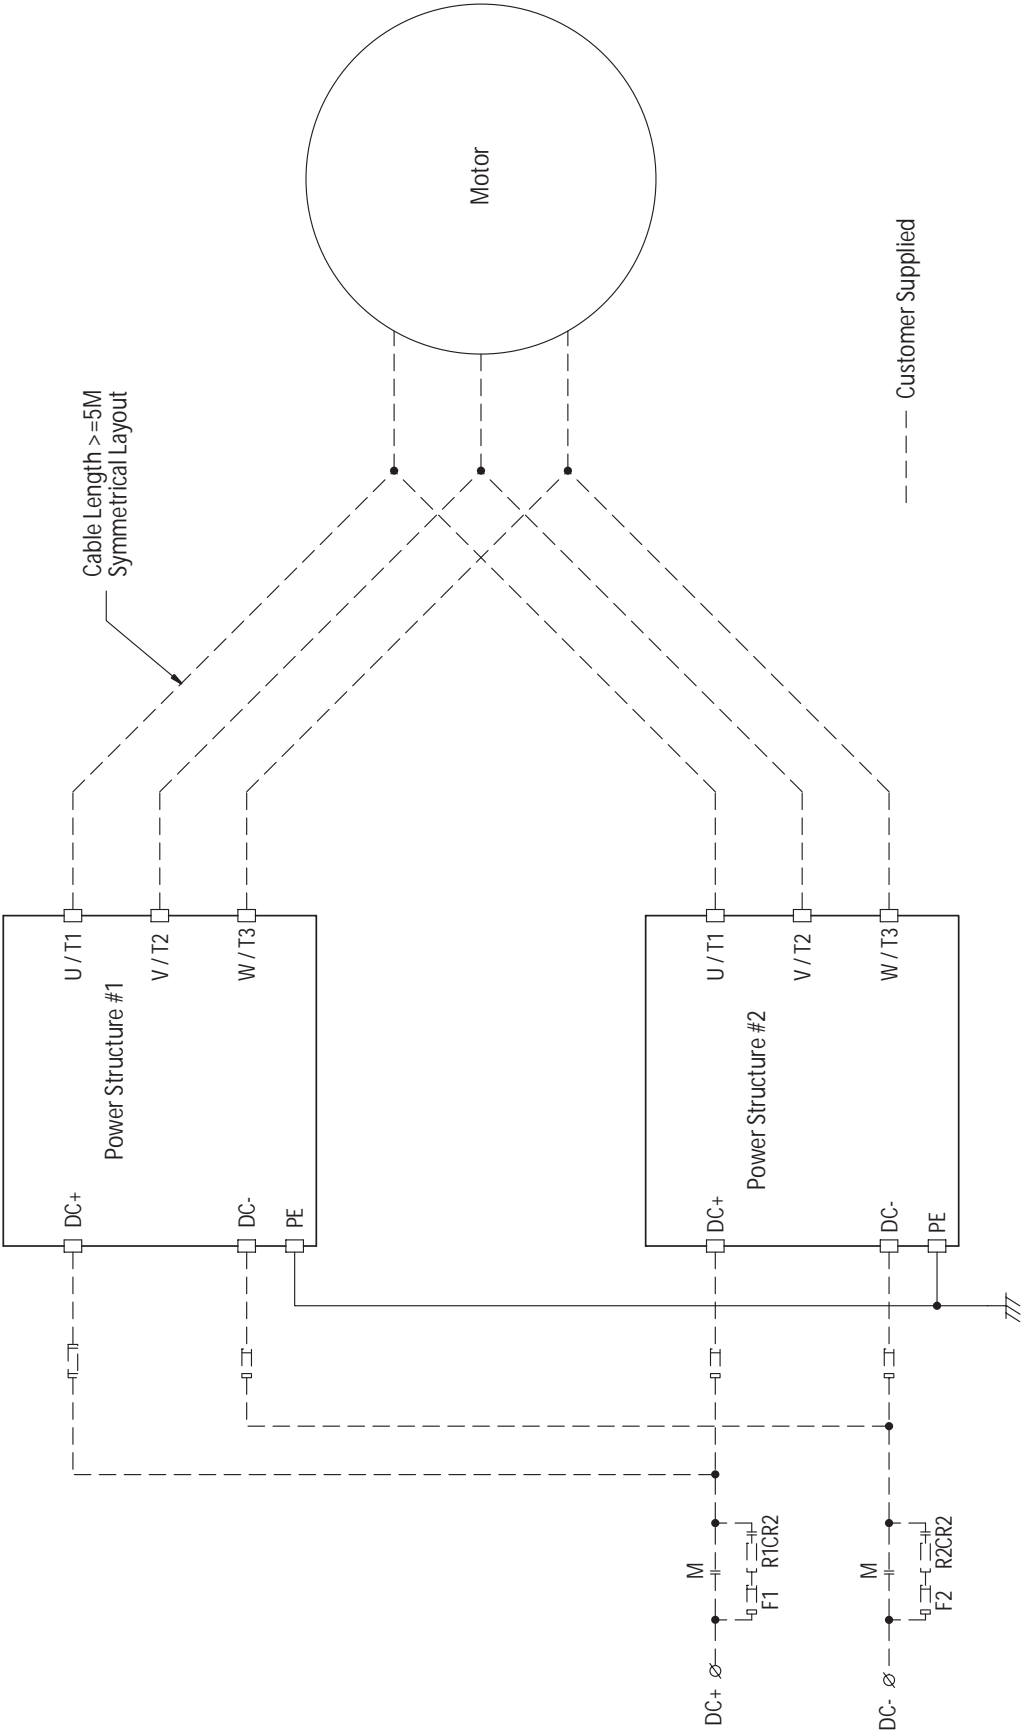 DC+
DC-
M
F1 R1CR2
M
F2 R2CR2
DC+
DC-
PE
Power Structure #1
U / T1
V / T2
W / T3
DC+
DC-
PE
Power Structure #2
U / T1
V / T2
W / T3
Cable Length >=5M
Symmetrical Layout
Motor
Customer Supplied